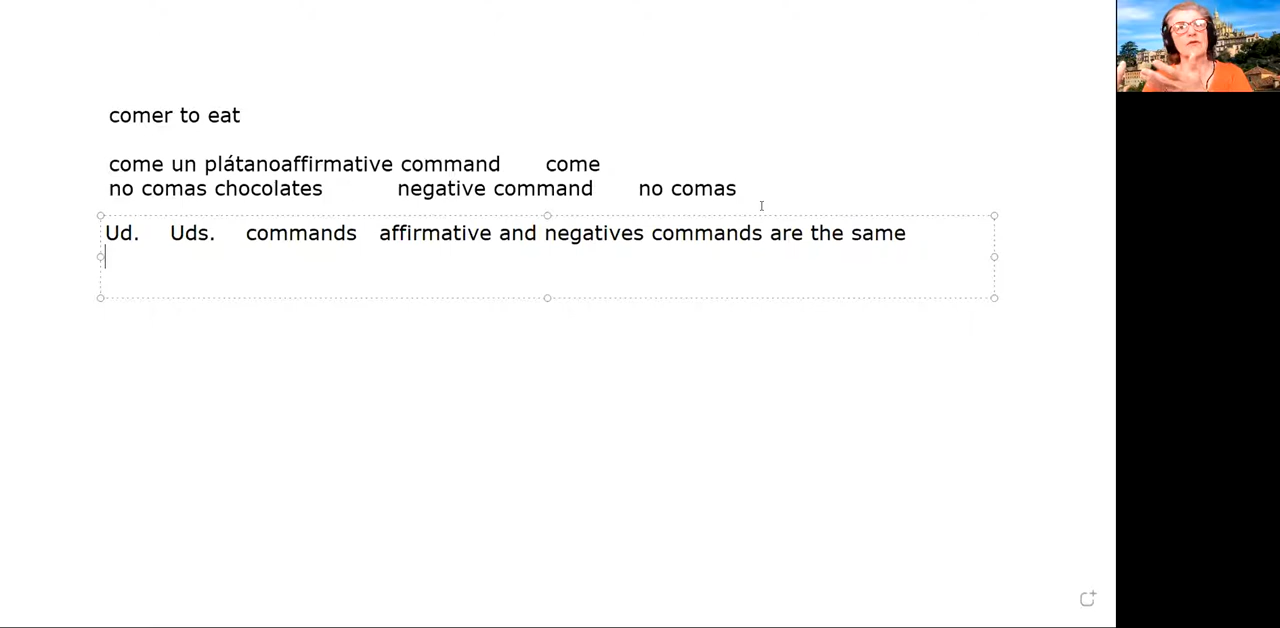 comer to eat
come un plátanoaffirmative command come
no comas chocolates negative command no comas
Ud. Uds. commands affirmative and negatives commands are the same